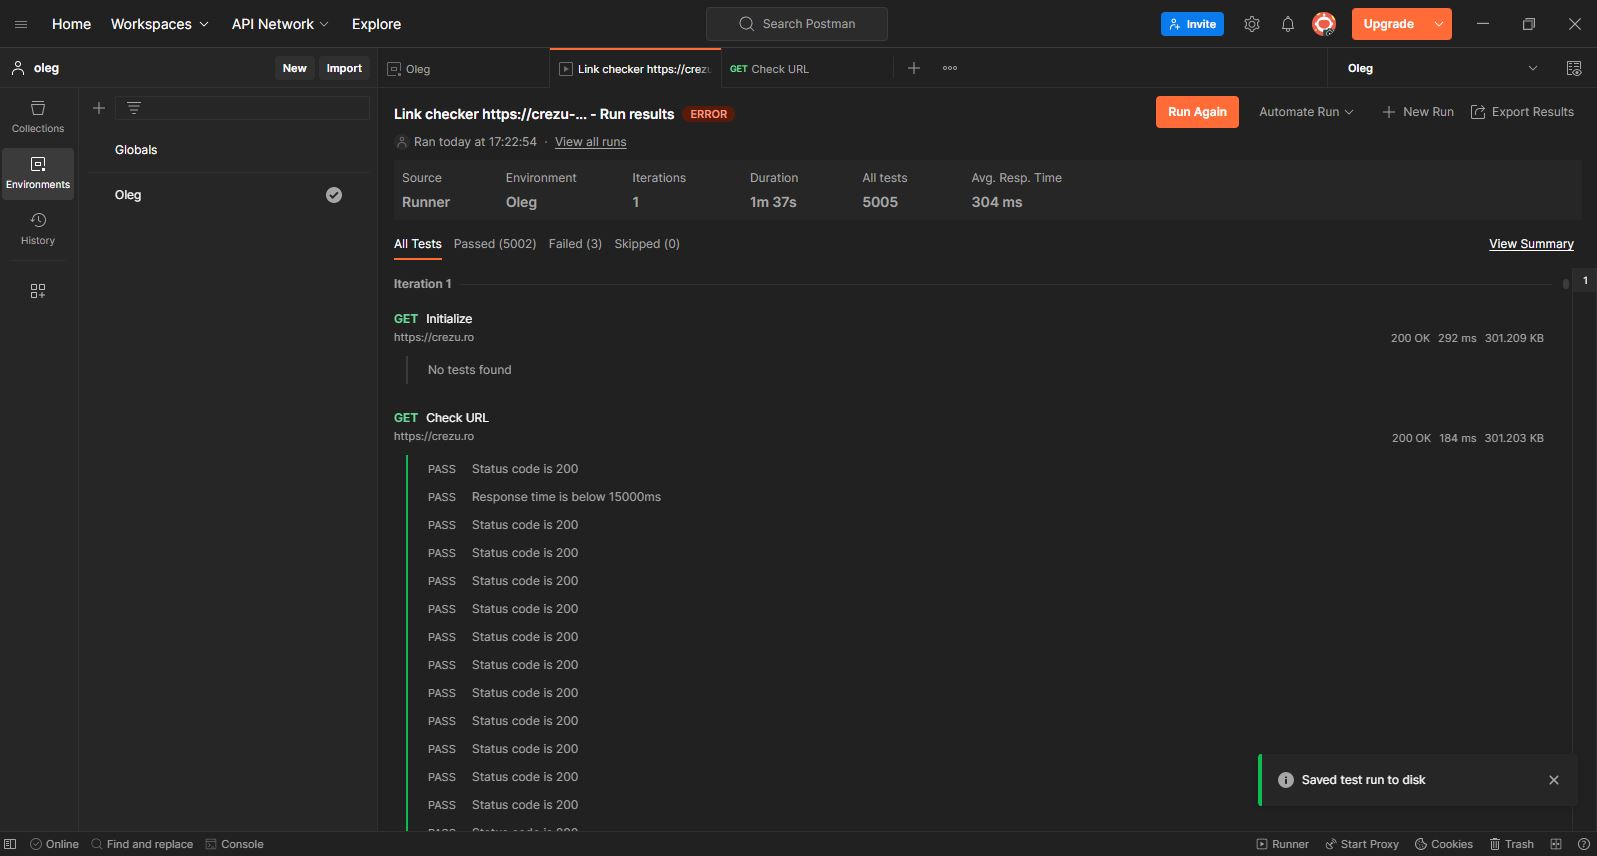 Home Workspaces API Network Explore Search Postman Invite Upgrade
oleg New Import Oleg Link checker https://crezu GET Check URL Oleg
Collections
Environments
History
Globals
Oleg
Link checker https://crezu-... - Run results ERROR Run Again Automate Run New Run Export Results
Ran today at 17:22:54 · View all runs
Source Environment Iterations Duration All tests Avg. Resp. Time
Runner Oleg 1 1m 37s 5005 304 ms
All Tests Passed (5002) Failed (3) Skipped (0) View Summary
Iteration 1 1
GET Initialize
https://crezu.ro 200 OK 292 ms 301.209 KB
No tests found
GET Check URL
https://crezu.ro 200 OK 184 ms 301.203 KB
PASS Status code is 200
PASS Response time is below 15000ms
PASS Status code is 200
PASS Status code is 200
PASS Status code is 200
PASS Status code is 200
PASS Status code is 200
PASS Status code is 200
PASS Status code is 200
PASS Status code is 200
PASS Status code is 200
PASS Status code is 200
PASS Status code is 200
PASS Status code is 200
Saved test run to disk
Online Find and replace Console Runner Start Proxy Cookies Trash